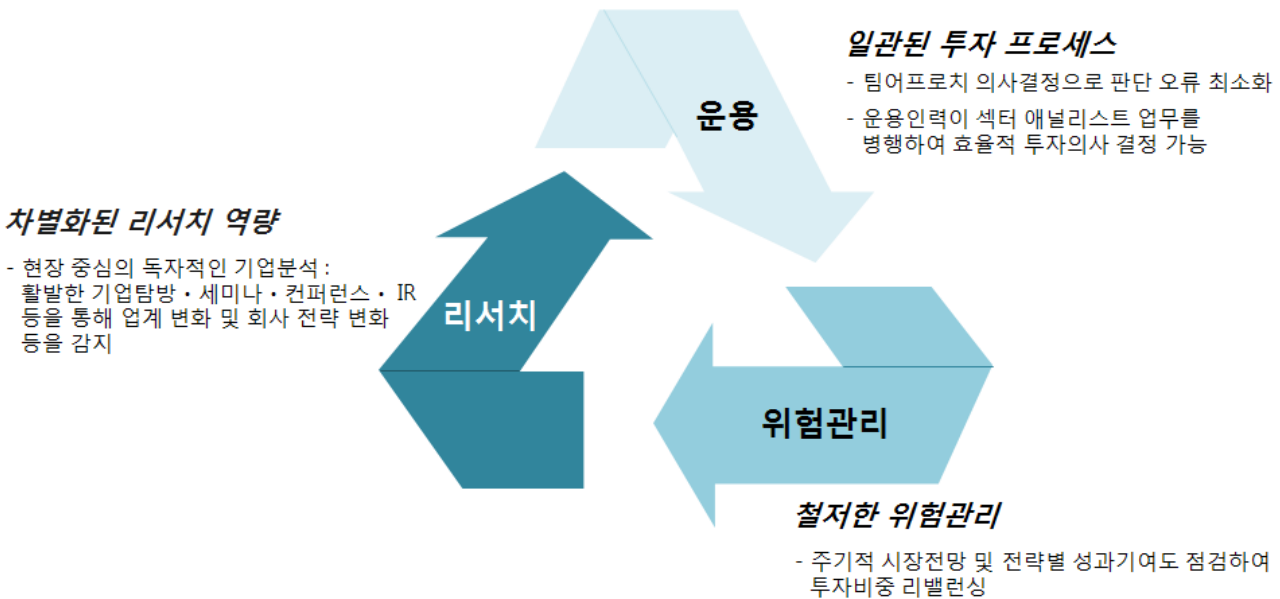 일관된 투자 프로세스
- 팀어프로치 의사결정으로 판단 오류 최소화
- 운용인력이 섹터 애널리스트 업무를
병행하여 효율적 투자의사 결정 가능
운용
차별화된 리서치 역량
- 현장 중심의 독자적인 기업분석 :
활발한 기업탐방・세미나・컨퍼런스・ IR
등을 통해 업계 변화 및 회사 전략 변화
등을 감지
리서치
위험관리
철저한 위험관리
- 주기적 시장전망 및 전략별 성과기여도 점검하여
투자비중 리밸런싱